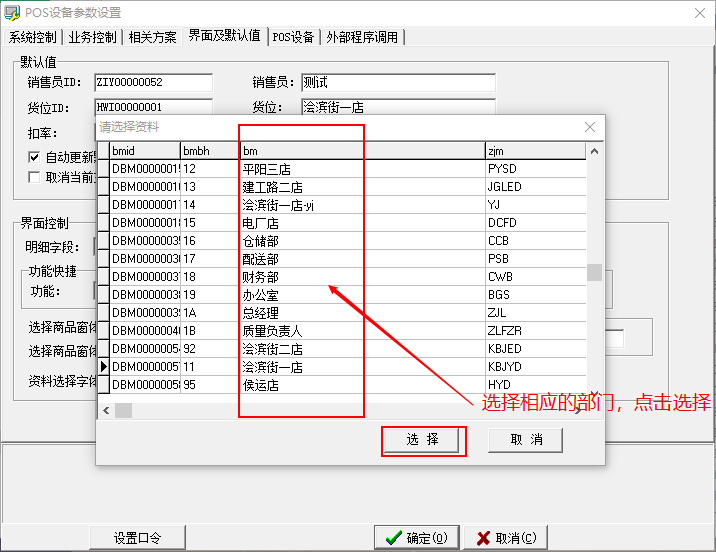 POS设备参数设置
系统控制 业务控制 相关方案 界面及默认值 POS设备 外部程序调用
默认值
销售员ID: ZIY00000052 销售员: 测试
货位ID: HWI00000001 货位: 浍滨街一店
扣率:
自动更新
取消当前
界面控制
明细字段:
功能快捷
功能:
选择商品窗体
选择商品窗体
资料选择字体
请选择资料
bmid bmbh bm zjm
DBM0000001 12 平阳三店 PYSD
DBM0000001 13 建工路二店 JGLED
DBM0000001 14 浍滨街一店-yj YJ
DBM0000001 15 电厂店 DCFD
DBM0000003 16 仓储部 CCB
DBM0000003 17 配送部 PSB
DBM0000003 18 财务部 CWB
DBM0000003 19 办公室 BGS
DBM0000003 1A 总经理 ZJL
DBM0000004 1B 质量负责人 ZLFZR
DBM0000005 92 浍滨街二店 KBJED
DBM0000005 11 浍滨街一店 KBJYD
DBM0000005 95 侯运店 HYD
选择相应的部门，点击选择
选 择 取 消
设置口令 确定(O) 取消(C)